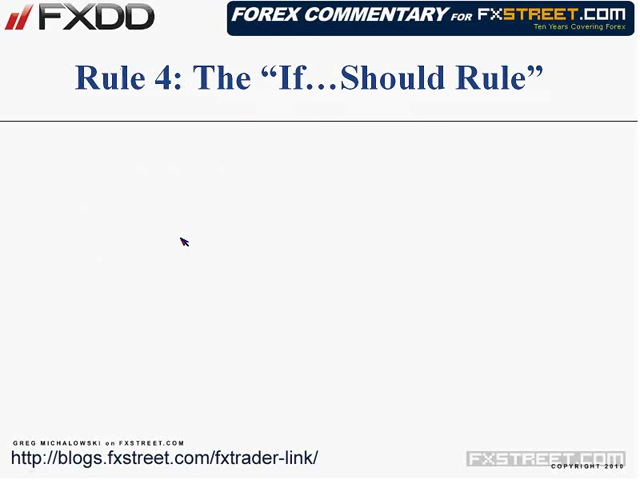 FXDD
FOREX COMMENTARY FOR FXSTREET.COM
Ten Years Covering Forex
Rule 4: The “If…Should Rule”
GREG MICHALOWSKI on FXSTREET.COM
http://blogs.fxstreet.com/fxtrader-link/
FXSTREET.COM
COPYRIGHT 2010